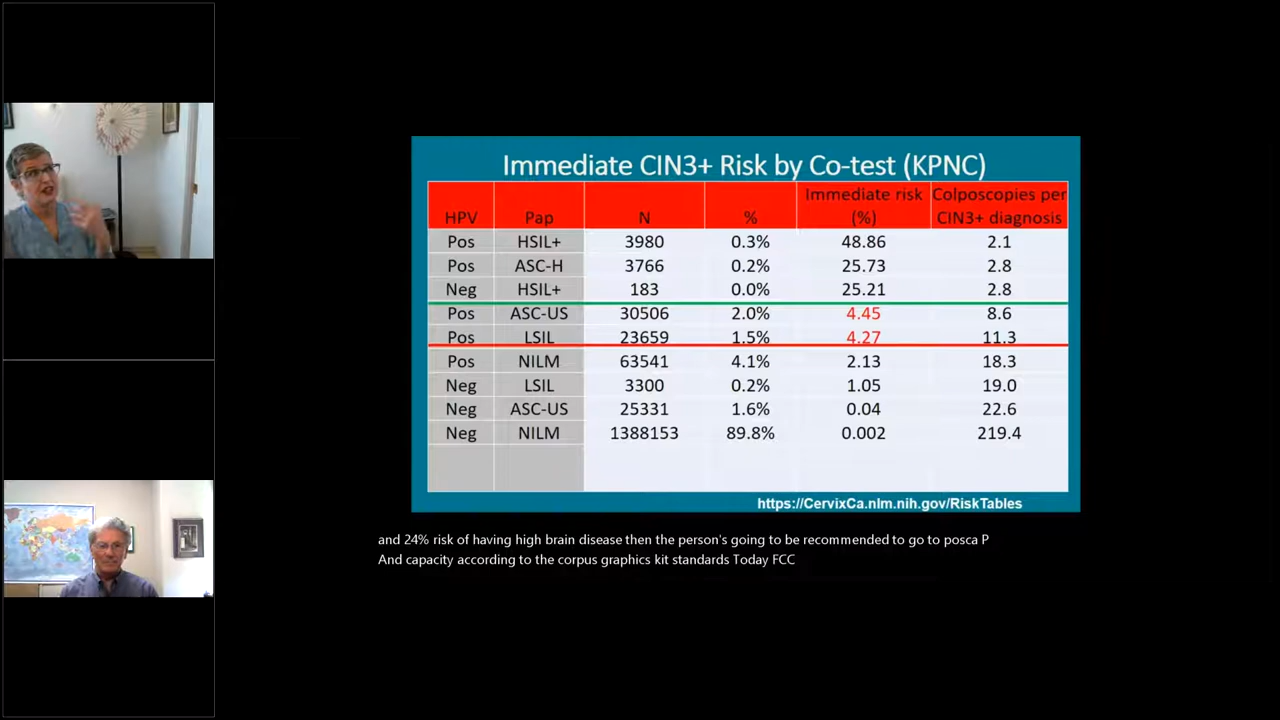 Immediate CIN3+ Risk by Co-test (KPNC)
HPV Pap N % Immediate risk (%) Colposcopies per CIN3+ diagnosis
Pos HSIL+ 3980 0.3% 48.86 2.1
Pos ASC-H 3766 0.2% 25.73 2.8
Neg HSIL+ 183 0.0% 25.21 2.8
Pos ASC-US 30506 2.0% 4.45 8.6
Pos LSIL 23659 1.5% 4.27 11.3
Pos NILM 63541 4.1% 2.13 18.3
Neg LSIL 3300 0.2% 1.05 19.0
Neg ASC-US 25331 1.6% 0.04 22.6
Neg NILM 1388153 89.8% 0.002 219.4
https://CervixCa.nlm.nih.gov/RiskTables
and 24% risk of having high brain disease then the person's going to be recommended to go to posca P
And capacity according to the corpus graphics kit standards Today FCC